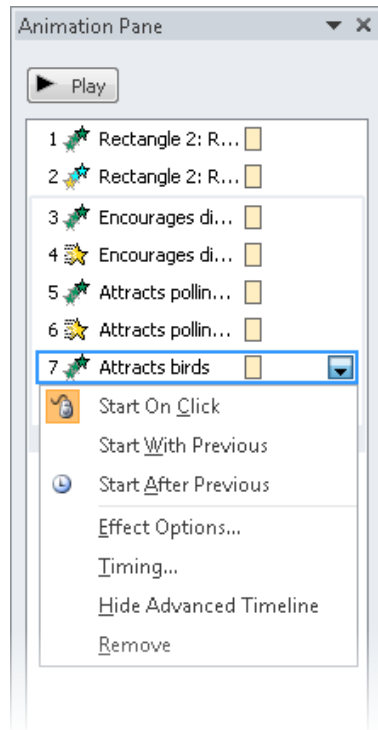 Animation Pane
Play
1 Rectangle 2: R...
2 Rectangle 2: R...
3 Encourages di...
4 Encourages di...
5 Attracts pollin...
6 Attracts pollin...
7 Attracts birds
Start On Click
Start With Previous
Start After Previous
Effect Options...
Timing...
Hide Advanced Timeline
Remove